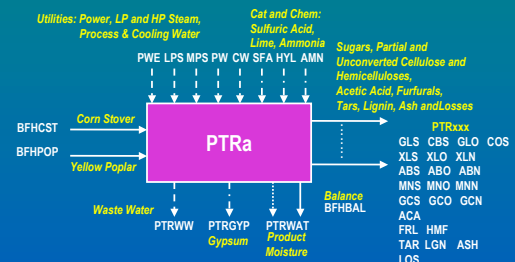 Utilities: Power, LP and HP Steam,
Process & Cooling Water
Cat and Chem:
Sulfuric Acid,
Lime, Ammonia
PWE LPS MPS PW CW SFA HYL AMN
Sugars, Partial and
Unconverted Cellulose and
Hemicelluloses,
Acetic Acid, Furfurals,
Tars, Lignin, Ash andLosses
BFHCST
Corn Stover
BFHPOP
Yellow Poplar
PTRa
PTRxxx
GLS CBS GLO COS
XLS XLO XLN
ABS ABO ABN
MNS MNO MNN
GCS GCO GCN
ACA
FRL HMF
TAR LGN ASH
LOS
Balance
BFHBAL
Waste Water
PTRWW
PTRGYP
Gypsum
PTRWAT
Product
Moisture